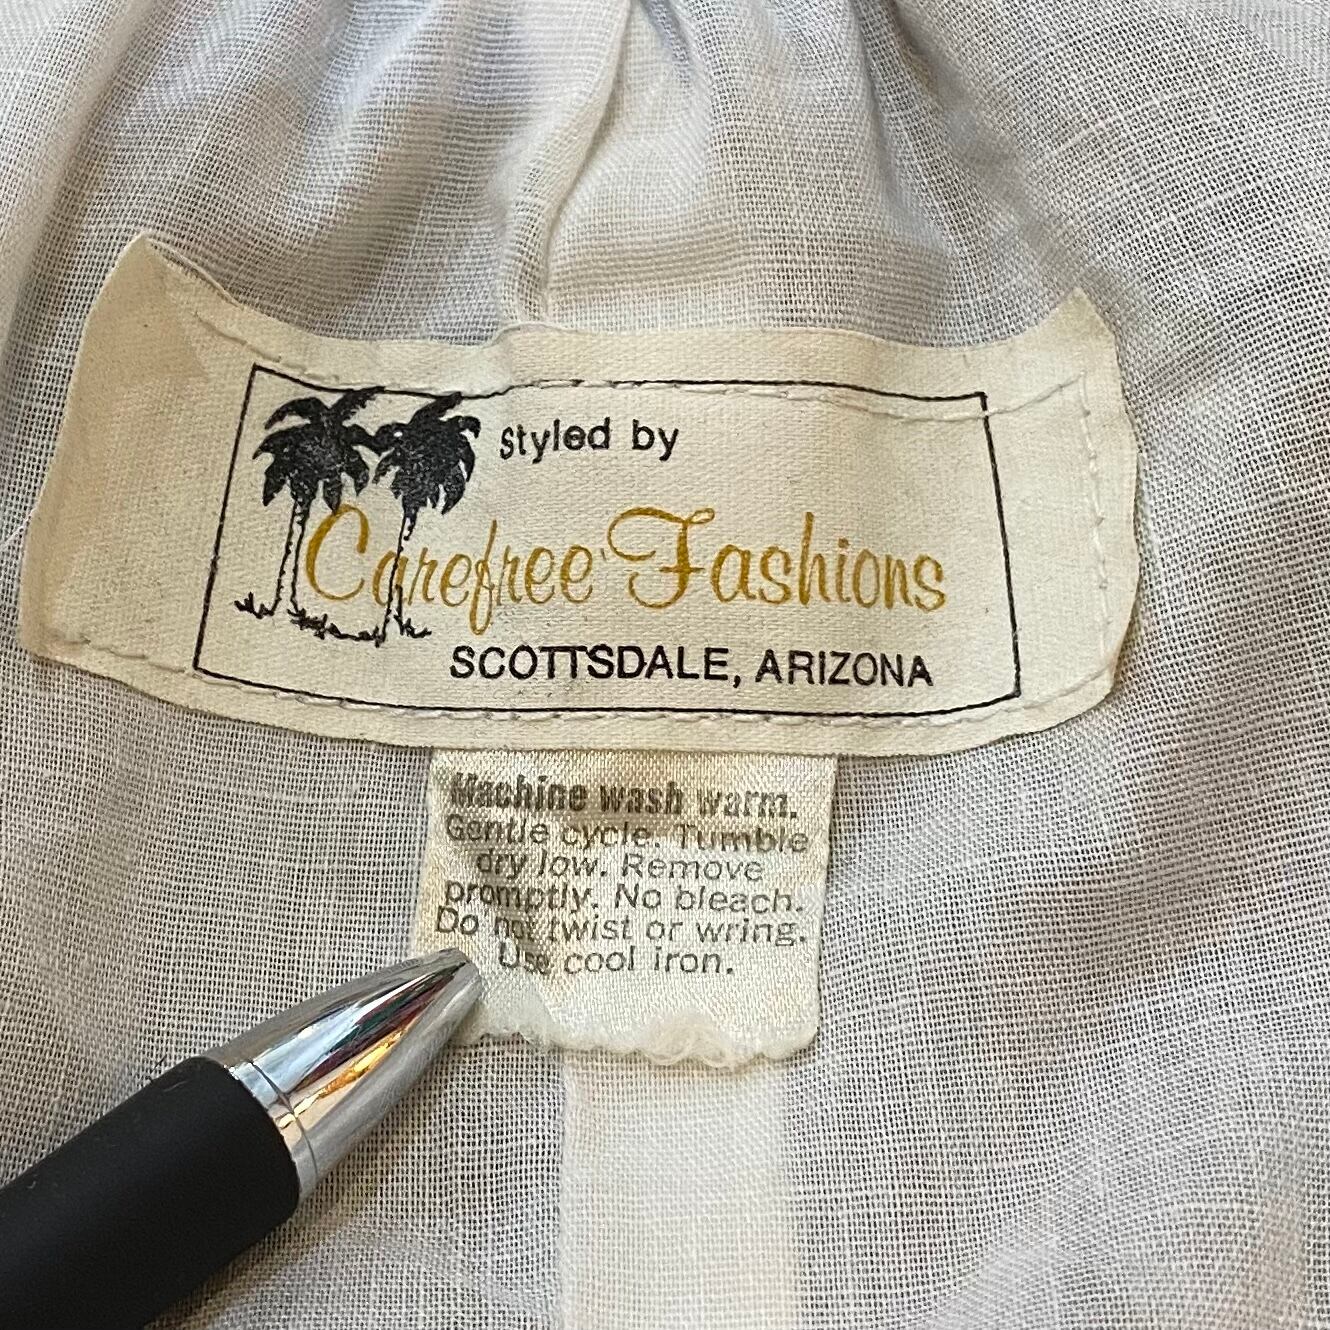 Styled by
Carefree Fashions
SCOTTSDALE, ARIZONA
Machine wash warm.
Gentle cycle. Tumble
dry low. Remove
promptly. No bleach.
Do not twist or wring.
Use cool iron.